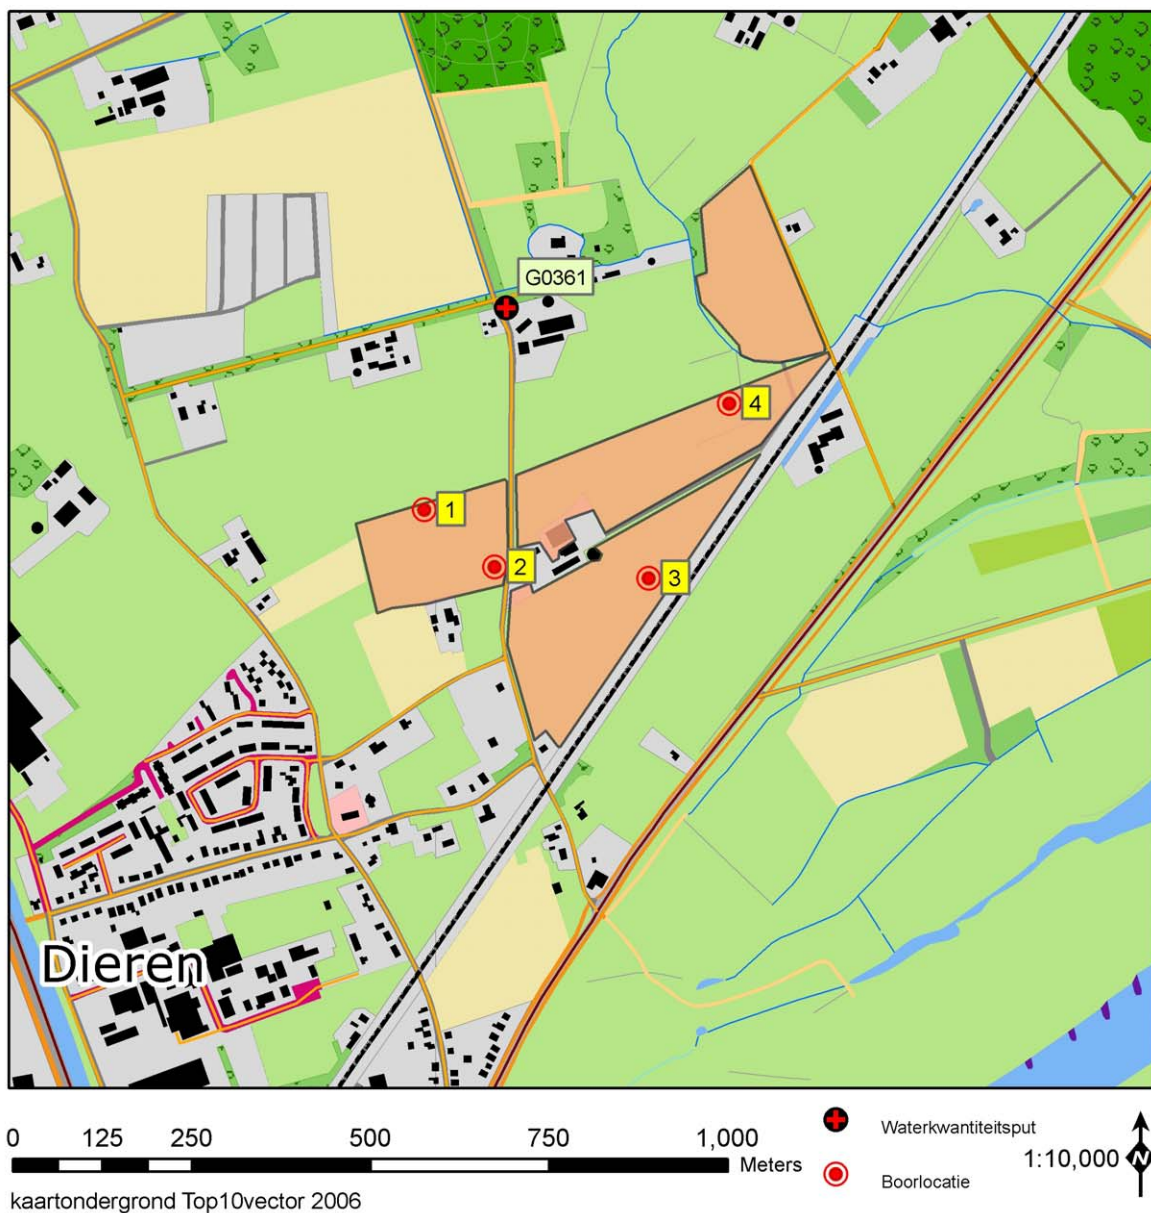 G0361
4
1
2
3
Dieren
0 125 250 500 750 1,000
Meters
Waterkwantiteitsput
Boorlocatie
1:10,000
N
kaartondergrond Top10vector 2006